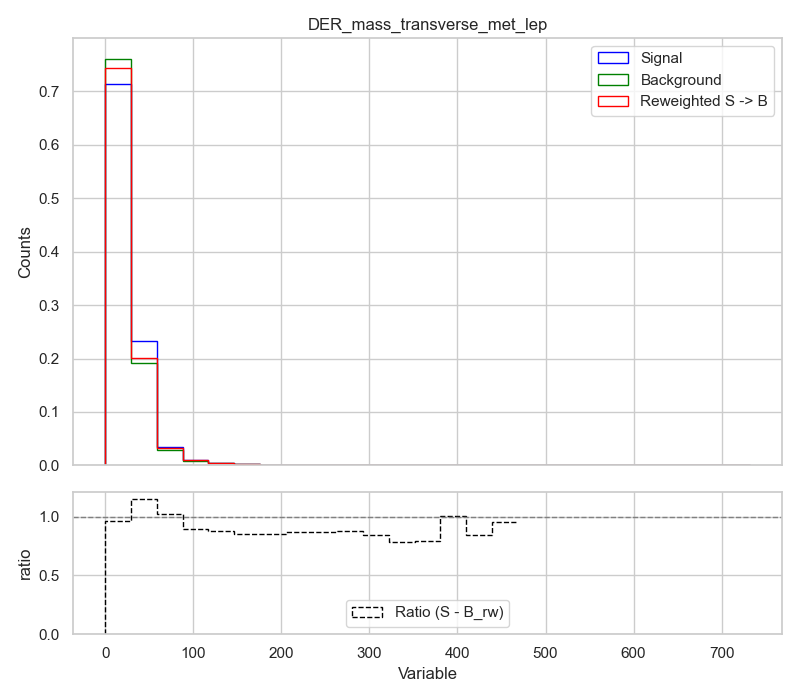 DER_mass_transverse_met_lep
Signal
Background
Reweighted S -> B
Counts
0.7
0.6
0.5
0.4
0.3
0.2
0.1
0.0
ratio
1.0
0.5
0.0
Ratio (S - B_rw)
0 100 200 300 400 500 600 700
Variable